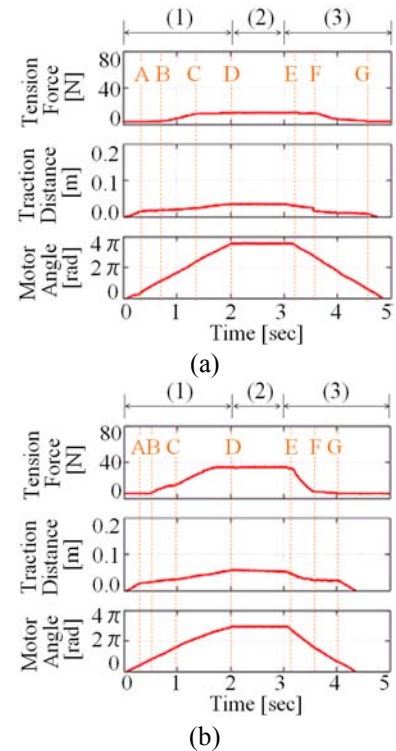 (1) (2) (3)
A B C D E F G
Tension Force [N]
80
40
0
Traction Distance [m]
0.2
0.1
0.0
Motor Angle [rad]
4 π
2 π
0 1 2 3 4 5
Time [sec]
(a)
(1) (2) (3)
A B C D E F G
Tension Force [N]
80
40
0
Traction Distance [m]
0.2
0.1
0.0
Motor Angle [rad]
4 π
2 π
0 1 2 3 4 5
Time [sec]
(b)